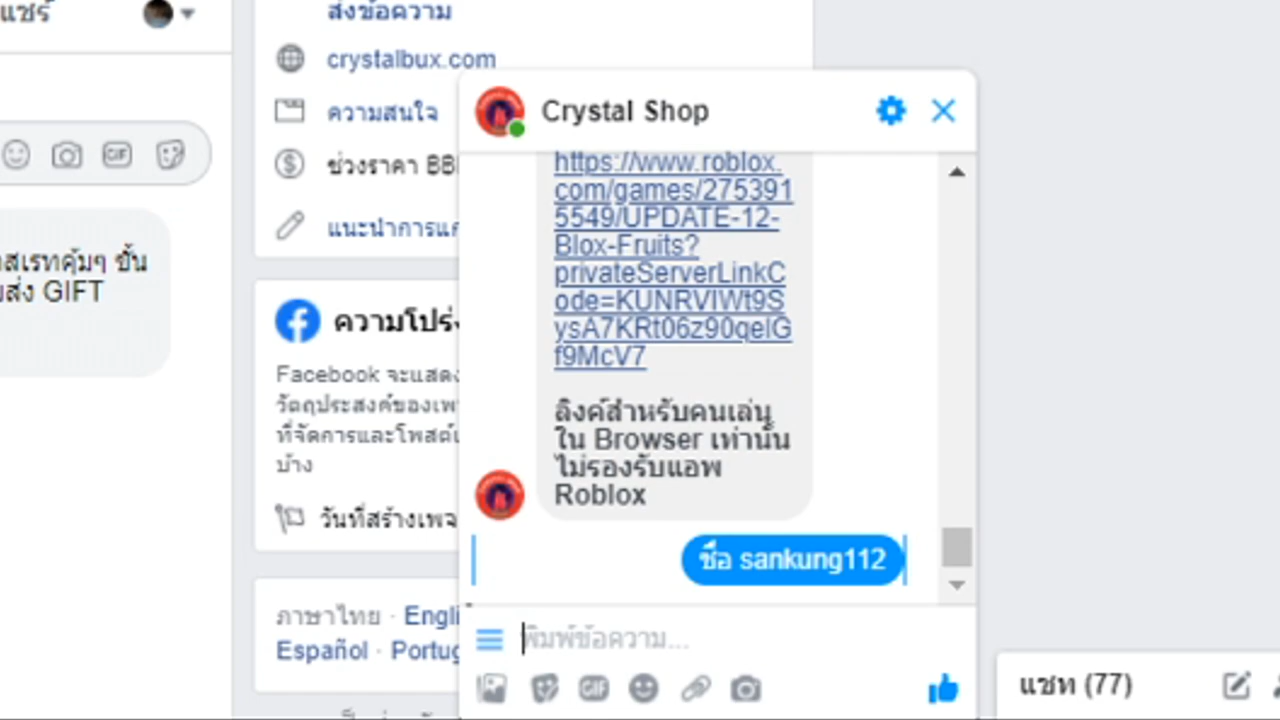 แชร์
ส่งข้อความ
crystalbux.com
ความสนใจ
ช่วงราคา
แนะนำการแก
GIF
สเรทคุ้มๆ ขั้น
ส่ง GIFT
ความโปร่ง
Facebook จะแสดง
วัตถุประสงค์ของเพ
ที่จัดการและโพสต์
บ้าง
วันที่สร้างเพจ
ภาษาไทย · Engli
Español · Portug
Crystal Shop
https://www.roblox.
com/games/275391
5549/UPDATE-12-
Blox-Fruits?
privateServerLinkC
ode=KUNRVIWt9S
ysA7KRt06z90qelG
f9McV7
ลิงค์สำหรับคนเล่น
ใน Browser เท่านั้น
ไม่รองรับแอพ
Roblox
ชื่อ sankung112
พิมพ์ข้อความ...
GIF
แชท (77)